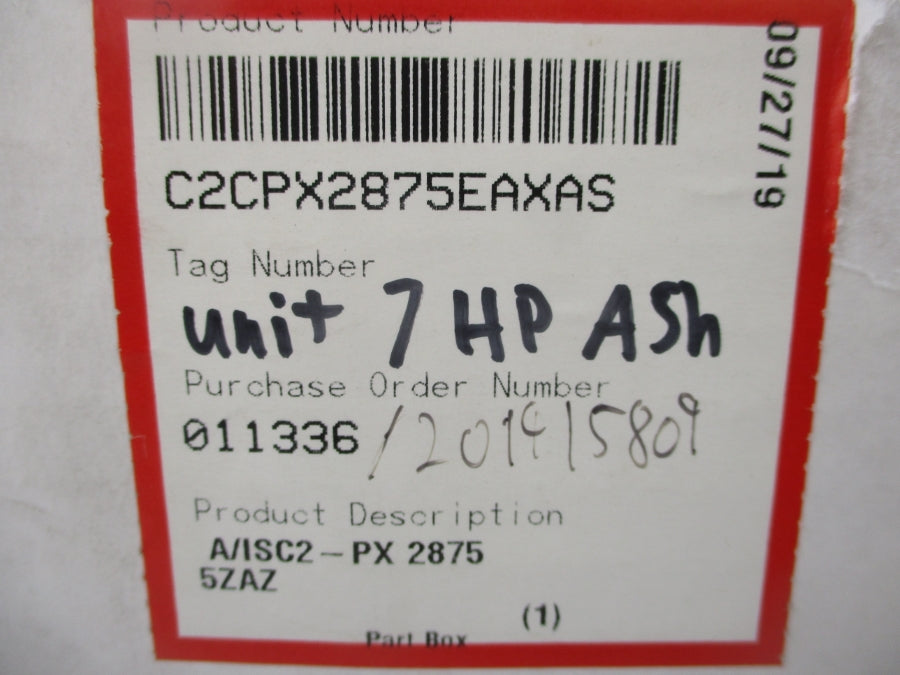 Product Number
09/27/19
C2CPX2875EAXAS
Tag Number
unit 7 HP ASh
Purchase Order Number
011336 /201915809
Product Description
A/ISC2-PX 2875
5ZAZ
(1)
Part Box